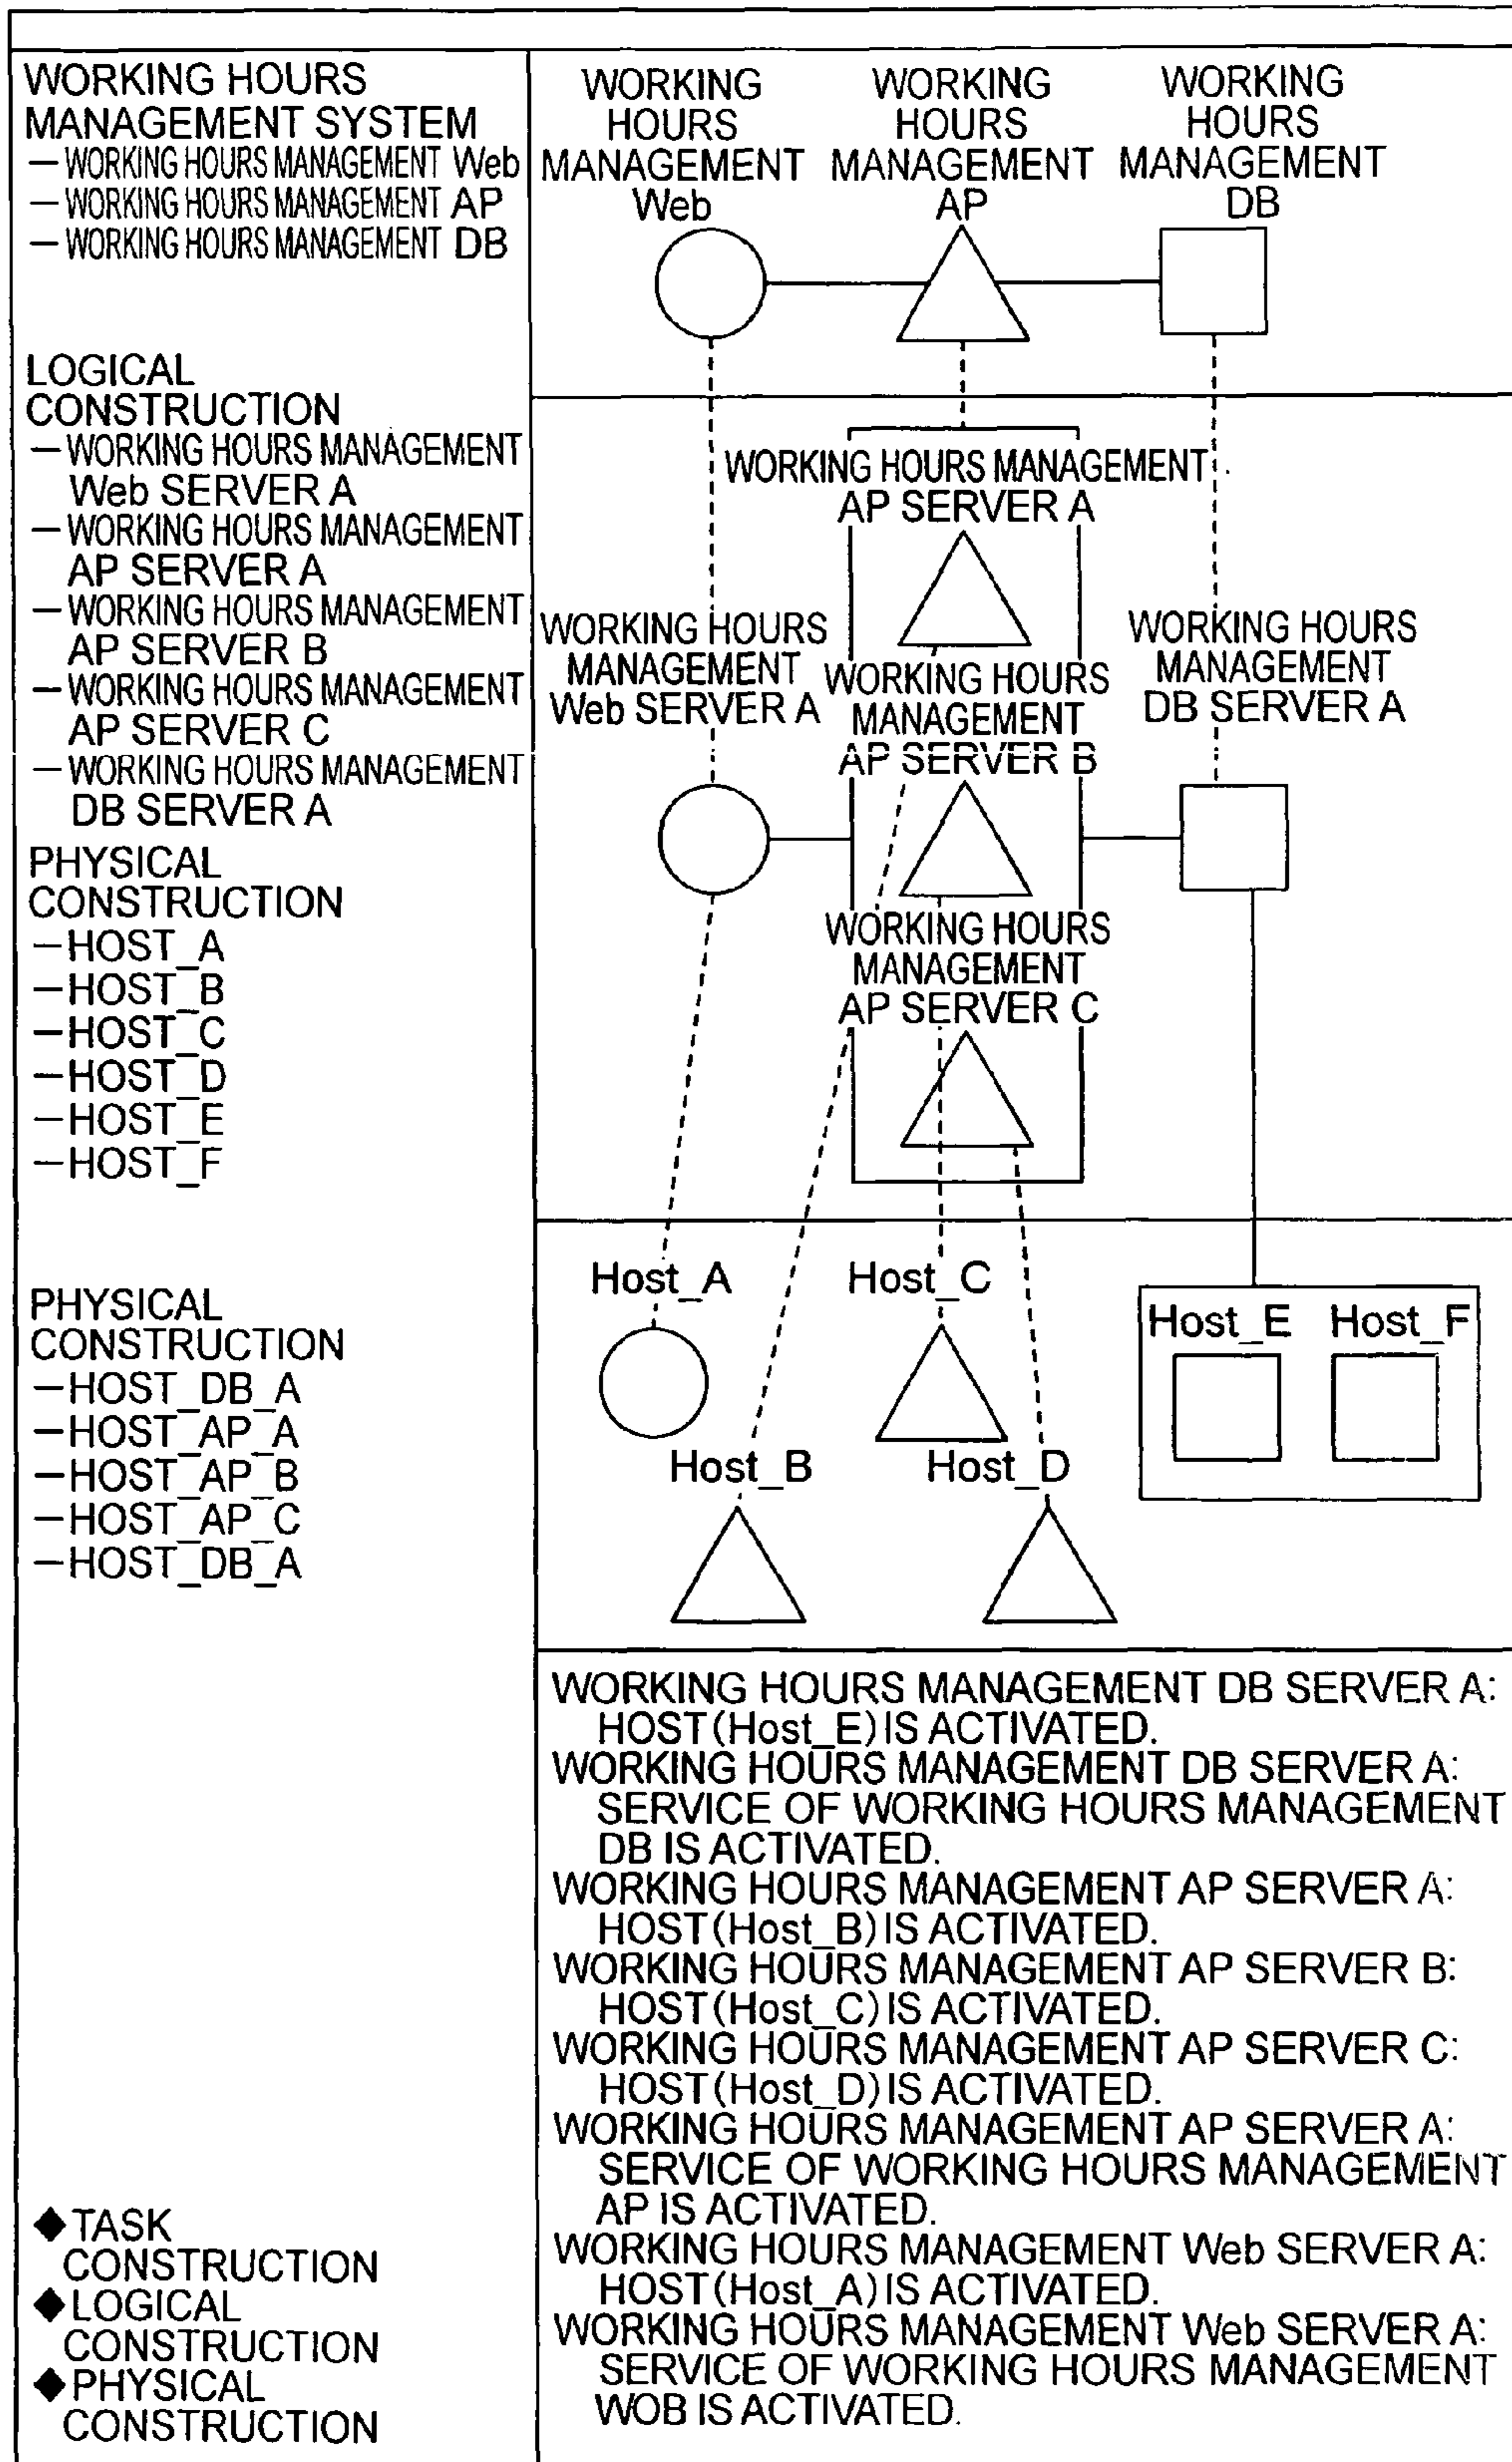 WORKING HOURS
MANAGEMENT SYSTEM
— WORKING HOURS MANAGEMENT Web
— WORKING HOURS MANAGEMENT AP
— WORKING HOURS MANAGEMENT DB
LOGICAL
CONSTRUCTION
— WORKING HOURS MANAGEMENT
Web SERVER A
— WORKING HOURS MANAGEMENT
AP SERVER A
— WORKING HOURS MANAGEMENT
AP SERVER B
— WORKING HOURS MANAGEMENT
AP SERVER C
— WORKING HOURS MANAGEMENT
DB SERVER A
PHYSICAL
CONSTRUCTION
—HOST_A
—HOST_B
—HOST_C
—HOST_D
—HOST_E
—HOST_F
PHYSICAL
CONSTRUCTION
—HOST_DB_A
—HOST_AP_A
—HOST_AP_B
—HOST_AP_C
—HOST_DB_A
◆TASK
CONSTRUCTION
◆LOGICAL
CONSTRUCTION
◆PHYSICAL
CONSTRUCTION
WORKING
HOURS
MANAGEMENT
Web
WORKING
HOURS
MANAGEMENT
AP
WORKING
HOURS
MANAGEMENT
DB
WORKING HOURS MANAGEMENT
AP SERVER A
WORKING HOURS
MANAGEMENT
Web SERVER A
WORKING HOURS
MANAGEMENT
AP SERVER B
WORKING HOURS
MANAGEMENT
DB SERVER A
WORKING HOURS
MANAGEMENT
AP SERVER C
Host_A
Host_C
Host_E
Host_F
Host_B
Host_D
WORKING HOURS MANAGEMENT DB SERVER A:
HOST(Host_E) IS ACTIVATED.
WORKING HOURS MANAGEMENT DB SERVER A:
SERVICE OF WORKING HOURS MANAGEMENT
DB IS ACTIVATED.
WORKING HOURS MANAGEMENT AP SERVER A:
HOST(Host_B) IS ACTIVATED.
WORKING HOURS MANAGEMENT AP SERVER B:
HOST(Host_C) IS ACTIVATED.
WORKING HOURS MANAGEMENT AP SERVER C:
HOST(Host_D) IS ACTIVATED.
WORKING HOURS MANAGEMENT AP SERVER A:
SERVICE OF WORKING HOURS MANAGEMENT
AP IS ACTIVATED.
WORKING HOURS MANAGEMENT Web SERVER A:
HOST(Host_A) IS ACTIVATED.
WORKING HOURS MANAGEMENT Web SERVER A:
SERVICE OF WORKING HOURS MANAGEMENT
WOB IS ACTIVATED.